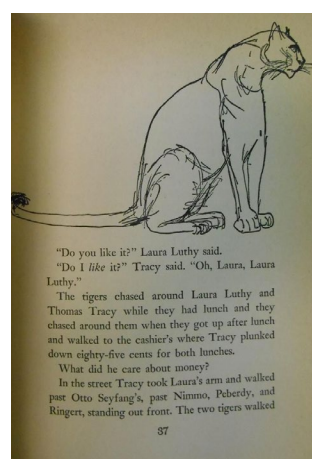 "Do you like it?" Laura Luthy said.
"Do I like it?" Tracy said. "Oh, Laura, Laura
Luthy."
The tigers chased around Laura Luthy and
Thomas Tracy while they had lunch and they
chased around them when they got up after lunch
and walked to the cashier's where Tracy plunked
down eighty-five cents for both lunches.
What did he care about money?
In the street Tracy took Laura's arm and walked
past Otto Seyfang's, past Nimmo, Peberdy, and
Ringert, standing out front. The two tigers walked
37